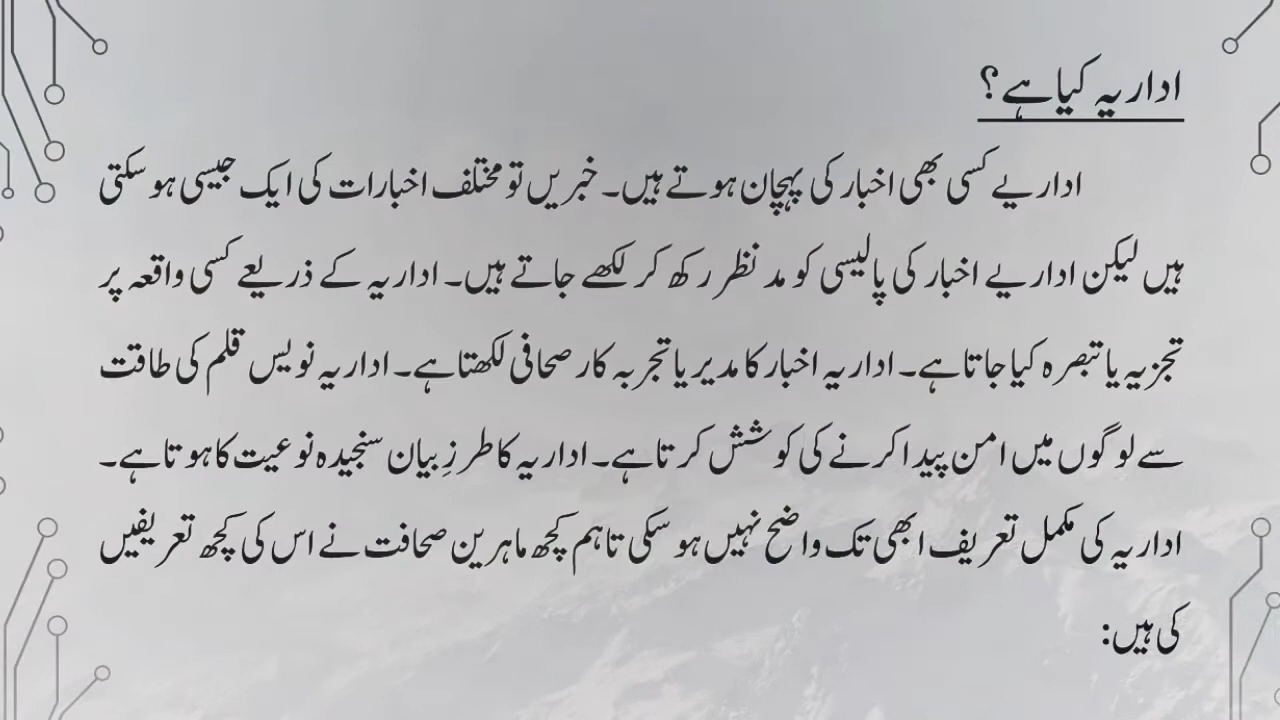 اداریہ کیا ہے؟
اداریے کسی بھی اخبار کی پہچان ہوتے ہیں۔ خبریں تو مختلف اخبارات کی ایک جیسی ہو سکتی
ہیں لیکن اداریے اخبار کی پالیسی کو مد نظر رکھ کر لکھے جاتے ہیں۔ اداریہ کے ذریعے کسی واقعہ پر
تجزیہ یا تبصرہ کیا جاتا ہے۔ اداریہ اخبار کا مدیر یا تجربہ کار صحافی لکھتا ہے۔ اداریہ نویس قلم کی طاقت
سے لوگوں میں امن پیدا کرنے کی کوشش کرتا ہے۔ اداریہ کا طرزِ بیان سنجیدہ نوعیت کا ہوتا ہے۔
اداریہ کی مکمل تعریف ابھی تک واضح نہیں ہو سکی تاہم کچھ ماہرین صحافت نے اس کی کچھ تعریفیں
کی ہیں: